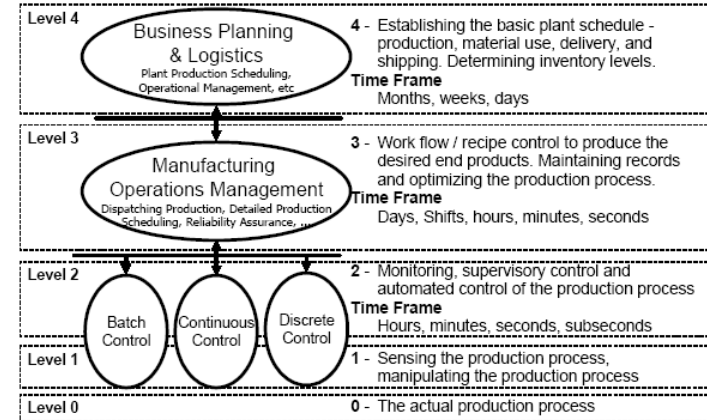 Level 4
Business Planning
& Logistics
Plant Production Scheduling,
Operational Management, etc
4 - Establishing the basic plant schedule -
production, material use, delivery, and
shipping. Determining inventory levels.
Time Frame
Months, weeks, days
Level 3
Manufacturing
Operations Management
Dispatching Production, Detailed Production
Scheduling, Reliability Assurance, ...
3 - Work flow / recipe control to produce the
desired end products. Maintaining records
and optimizing the production process.
Time Frame
Days, Shifts, hours, minutes, seconds
Level 2
Batch
Control
Continuous
Control
Discrete
Control
2 - Monitoring, supervisory control and
automated control of the production process
Time Frame
Hours, minutes, seconds, subseconds
Level 1
1 - Sensing the production process,
manipulating the production process
Level 0
0 - The actual production process